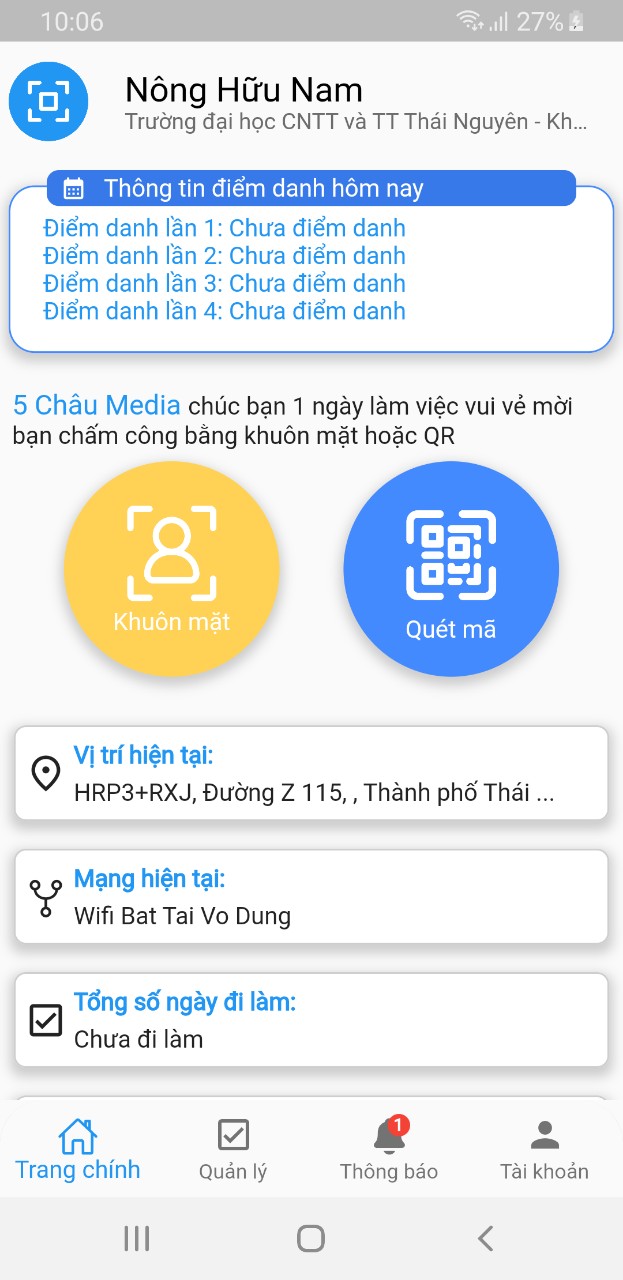 10:06
27%
Nông Hữu Nam
Trường đại học CNTT và TT Thái Nguyên - Kh...
Thông tin điểm danh hôm nay
Điểm danh lần 1: Chưa điểm danh
Điểm danh lần 2: Chưa điểm danh
Điểm danh lần 3: Chưa điểm danh
Điểm danh lần 4: Chưa điểm danh
5 Châu Media chúc bạn 1 ngày làm việc vui vẻ mời
bạn chấm công bằng khuôn mặt hoặc QR
Khuôn mặt
Quét mã
Vị trí hiện tại:
HRP3+RXJ, Đường Z 115, , Thành phố Thái ...
Mạng hiện tại:
Wifi Bat Tai Vo Dung
Tổng số ngày đi làm:
Chưa đi làm
1
Trang chính
Quản lý
Thông báo
Tài khoản